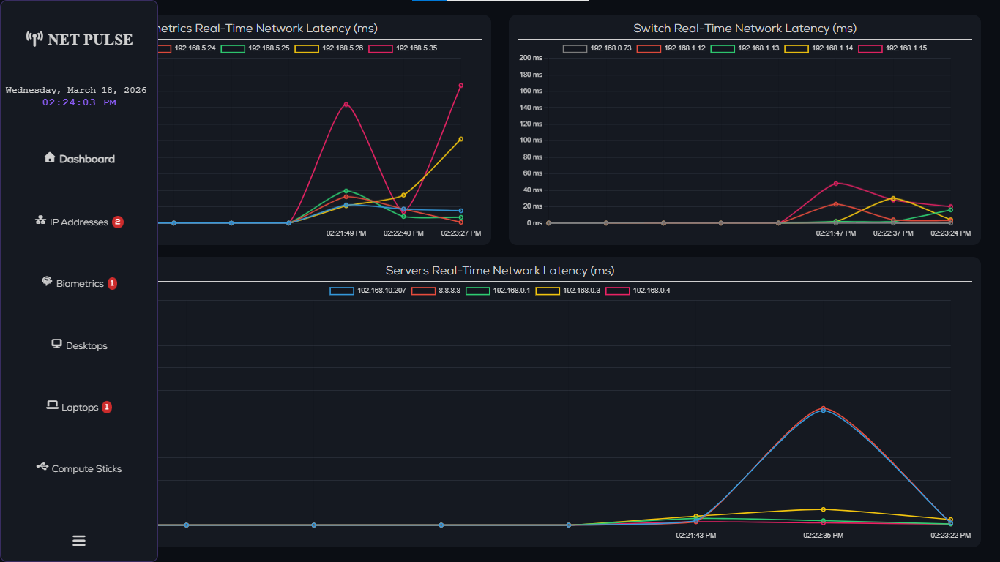 NET PULSE
Wednesday, March 18, 2026
02:24:03 PM
Dashboard
IP Addresses 2
Biometrics 1
Desktops
Laptops 1
Compute Sticks
Real-Time Network Latency (ms)
192.168.5.24 192.168.5.25 192.168.5.26 192.168.5.35
02:21:49 PM 02:22:40 PM 02:23:27 PM
Switch Real-Time Network Latency (ms)
192.168.0.73 192.168.1.12 192.168.1.13 192.168.1.14 192.168.1.15
200 ms
180 ms
160 ms
140 ms
120 ms
100 ms
80 ms
60 ms
40 ms
20 ms
0 ms
02:21:47 PM 02:22:37 PM 02:23:24 PM
Servers Real-Time Network Latency (ms)
192.168.10.207 8.8.8.8 192.168.0.1 192.168.0.3 192.168.0.4
02:21:43 PM 02:22:35 PM 02:23:22 PM